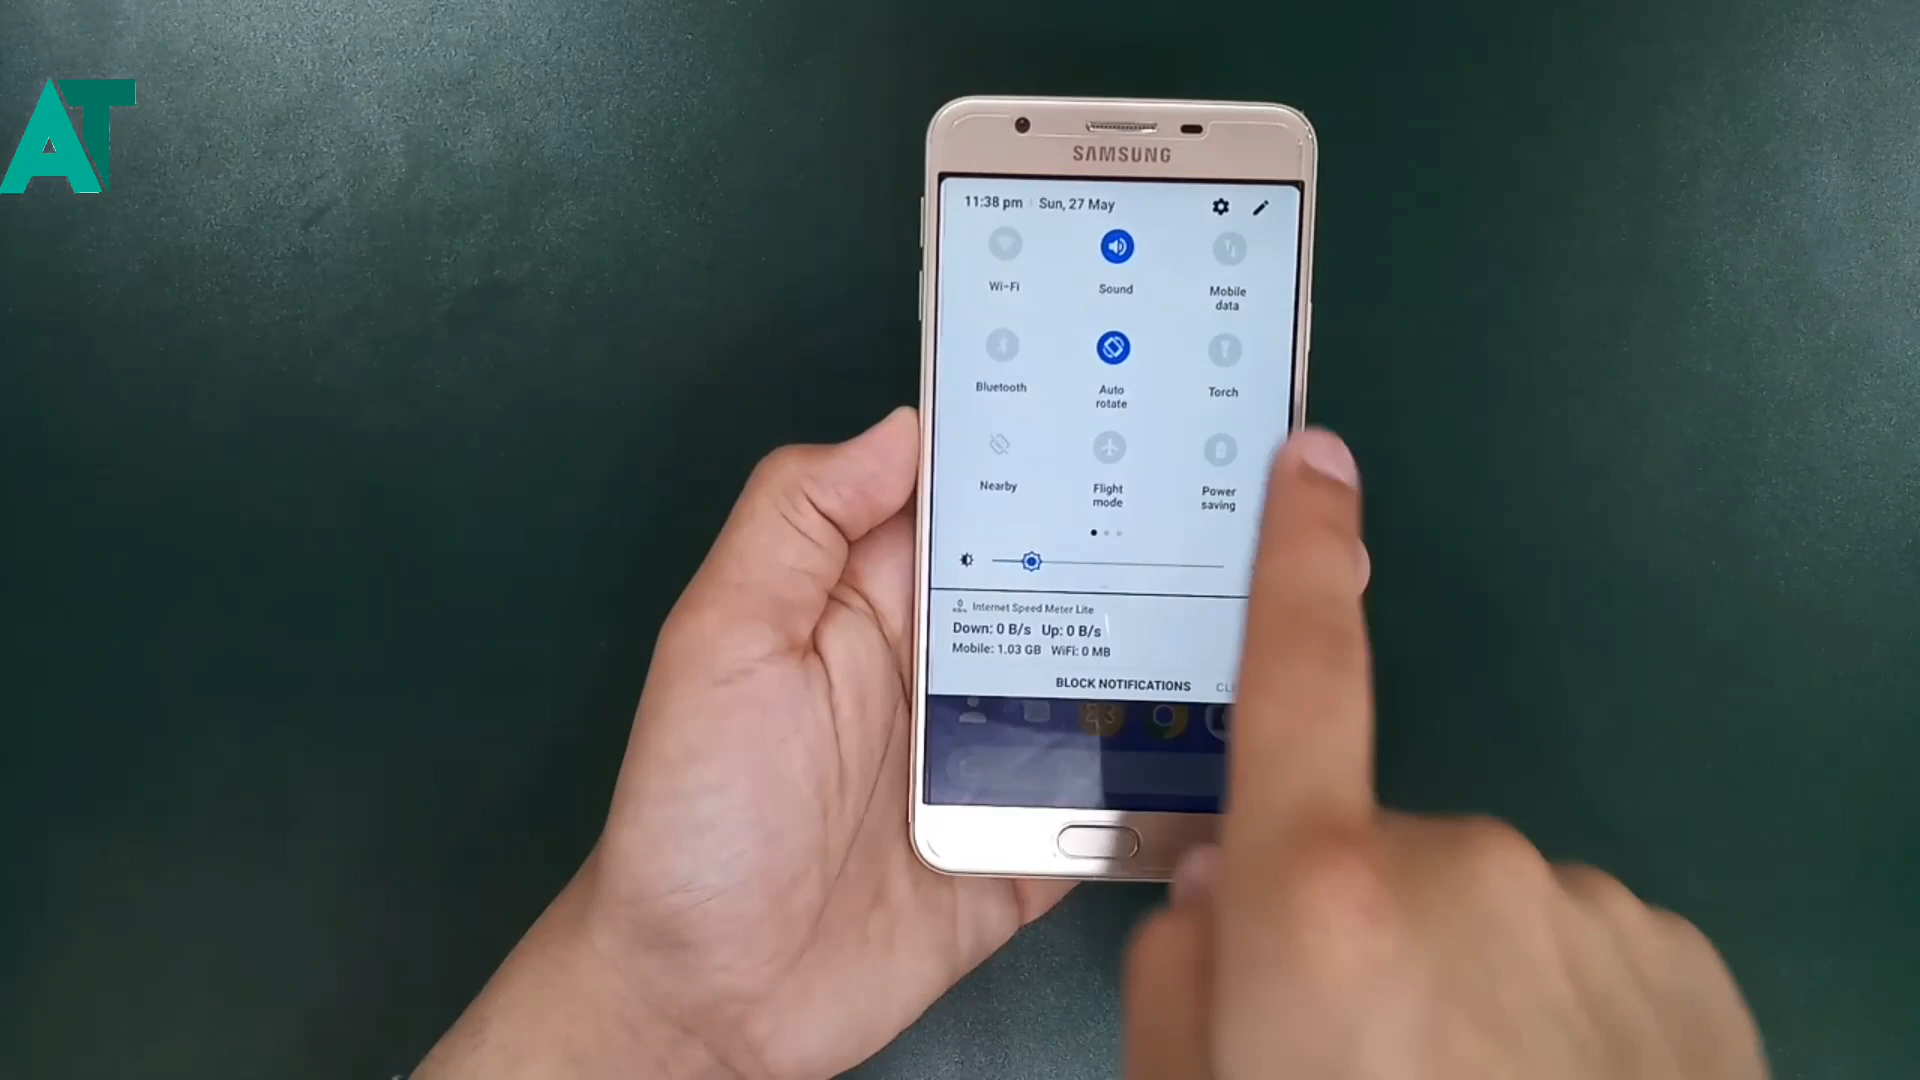 AT
SAMSUNG
11:38 pm Sun, 27 May
Wi-Fi
Sound
Mobile
data
Bluetooth
Auto
rotate
Torch
Nearby
Flight
mode
Power
saving
Internet Speed Meter Lite
Down: 0 B/s Up: 0 B/s
Mobile: 1.03 GB WiFi: 0 MB
BLOCK NOTIFICATIONS